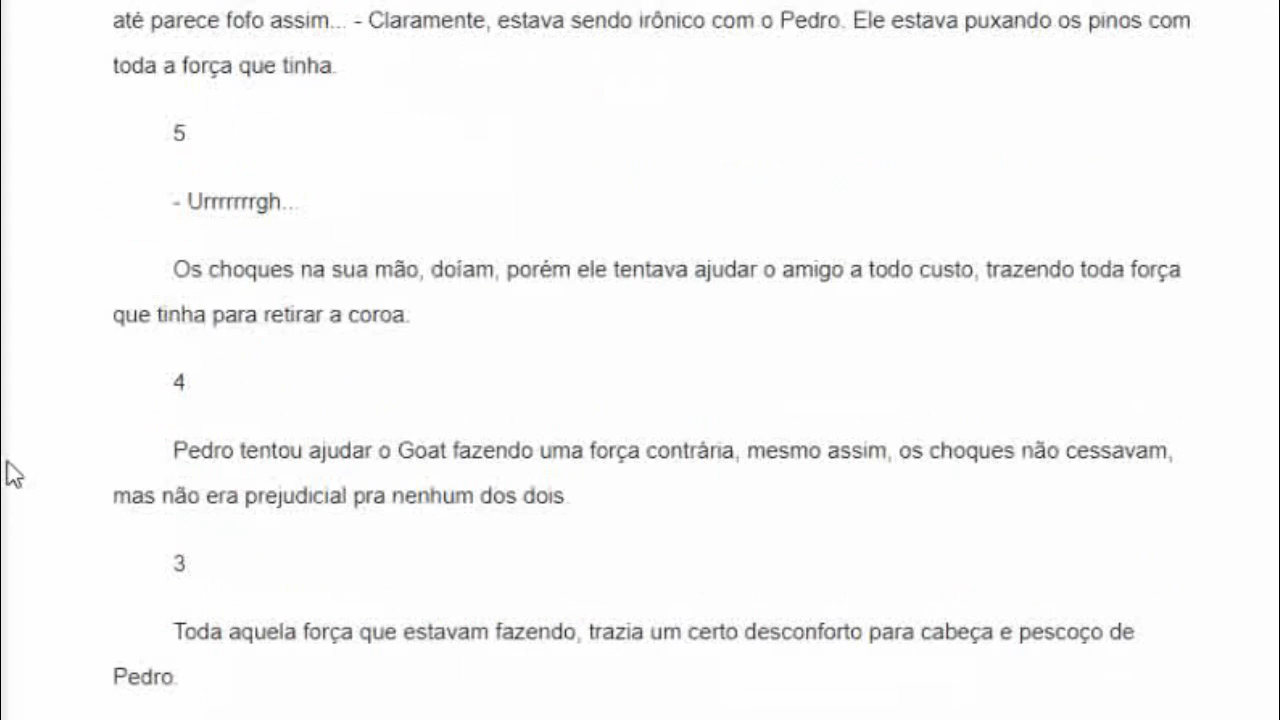 até parece fofo assim... - Claramente, estava sendo irônico com o Pedro. Ele estava puxando os pinos com
toda a força que tinha.
5
- Urrrrrrrgh...
Os choques na sua mão, doíam, porém ele tentava ajudar o amigo a todo custo, trazendo toda força
que tinha para retirar a coroa.
4
Pedro tentou ajudar o Goat fazendo uma força contrária, mesmo assim, os choques não cessavam,
mas não era prejudicial pra nenhum dos dois.
3
Toda aquela força que estavam fazendo, trazia um certo desconforto para cabeça e pescoço de
Pedro.